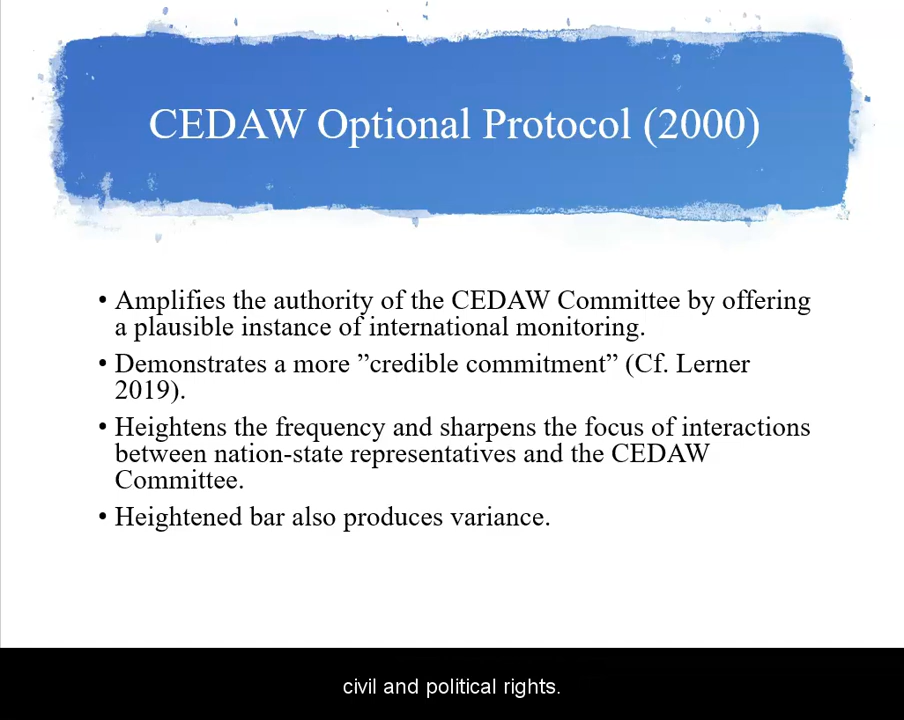 CEDAW Optional Protocol (2000)
• Amplifies the authority of the CEDAW Committee by offering
a plausible instance of international monitoring.
• Demonstrates a more ”credible commitment” (Cf. Lerner
2019).
• Heightens the frequency and sharpens the focus of interactions
between nation-state representatives and the CEDAW
Committee.
• Heightened bar also produces variance.
civil and political rights.